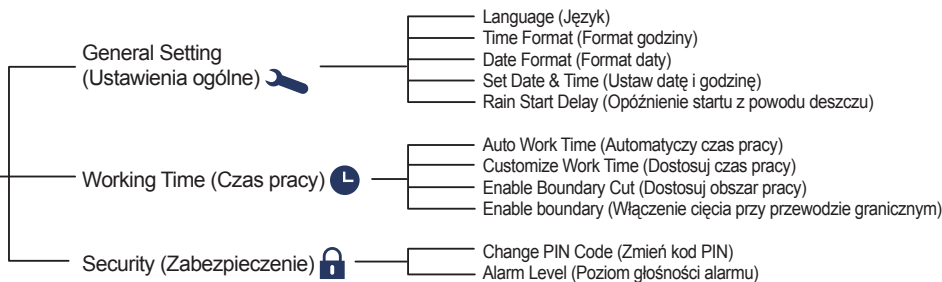 General Setting
(Ustawienia ogólne)
Language (Język)
Time Format (Format godziny)
Date Format (Format daty)
Set Date & Time (Ustaw datę i godzinę)
Rain Start Delay (Opóźnienie startu z powodu deszczu)
Working Time (Czas pracy)
Auto Work Time (Automatyczy czas pracy)
Customize Work Time (Dostosuj czas pracy)
Enable Boundary Cut (Dostosuj obszar pracy)
Enable boundary (Włączenie cięcia przy przewodzie granicznym)
Security (Zabezpieczenie)
Change PIN Code (Zmień kod PIN)
Alarm Level (Poziom głośności alarmu)